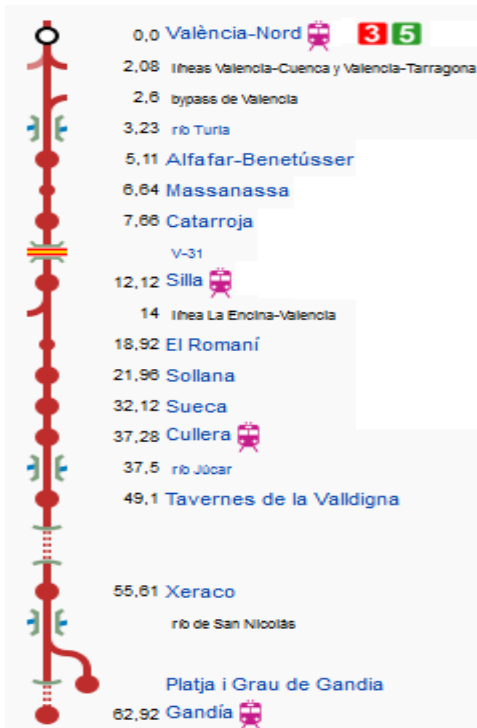 0,0 València-Nord 3 5
2,08 líneas Valencia-Cuenca y Valencia-Tarragona
2,6 bypass de Valencia
3,23 río Turia
5,11 Alfafar-Benetússer
6,64 Massanassa
7,66 Catarroja
V-31
12,12 Silla
14 línea La Encina-Valencia
18,92 El Romaní
21,96 Sollana
32,12 Sueca
37,28 Cullera
37,5 río Júcar
49,1 Tavernes de la Valldigna
55,61 Xeraco
río de San Nicolás
Platja i Grau de Gandia
62,92 Gandía